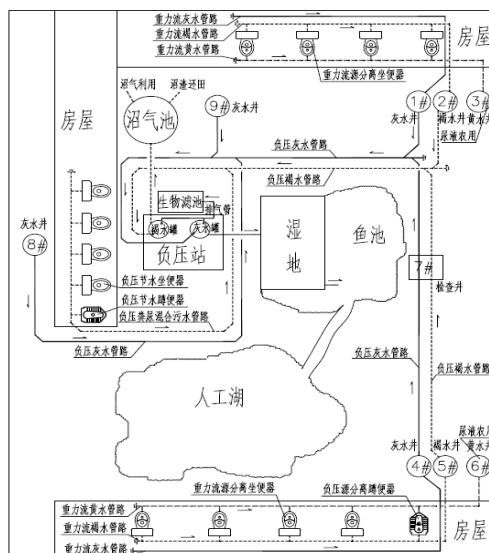 重力流灰水管路
重力流褐水管路
重力流黄水管路
房屋
沼气利用
沼渣还田
重力流源分离坐便器
沼气池
9#
灰水井
1#
2#
3#
灰水井
褐水井
黄水井
尿液农用
房屋
负压灰水管路
负压褐水管路
生物滤池
排气管
褐水罐
灰水罐
负压站
湿地
鱼池
灰水井
8#
7#
检查井
负压节水坐便器
负压节水蹲便器
负压粪尿混合污水管路
负压灰水管路
负压灰水管路
负压褐水管路
人工湖
尿液农用
灰水井
褐水井
黄水井
4#
5#
6#
重力流黄水管路
重力流源分离坐便器
负压源分离蹲便器
重力流褐水管路
重力流灰水管路
房屋